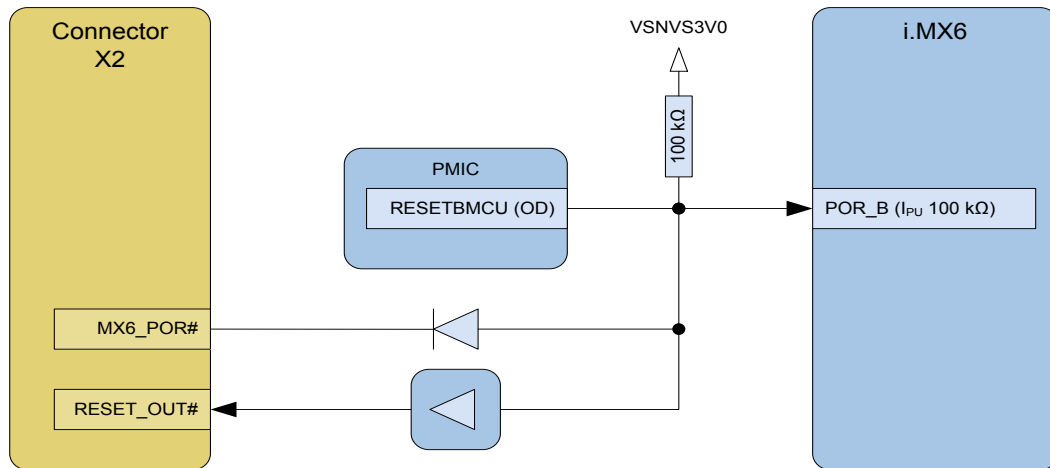 Connector
X2
VSNVS3V0
i.MX6
100 kΩ
PMIC
RESETBMCU (OD)
POR_B (IPU 100 kΩ)
MX6_POR#
RESET_OUT#